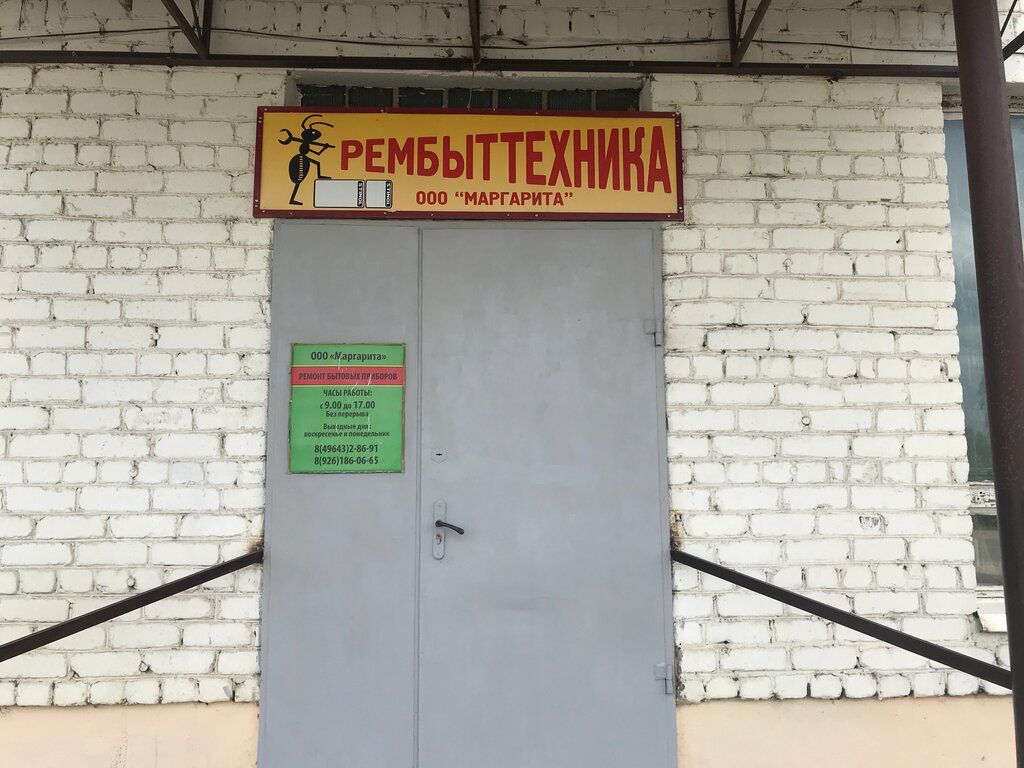 РЕМБЫТТЕХНИКА
ООО "МАРГАРИТА"
ООО «Маргарита»
РЕМОНТ БЫТОВЫХ ПРИБОРОВ
ЧАСЫ РАБОТЫ:
с 9.00 до 17.00
Без перерыва
Выходные дни:
воскресенье и понедельник
8(49643)2-86-91
8(926)186-06-65